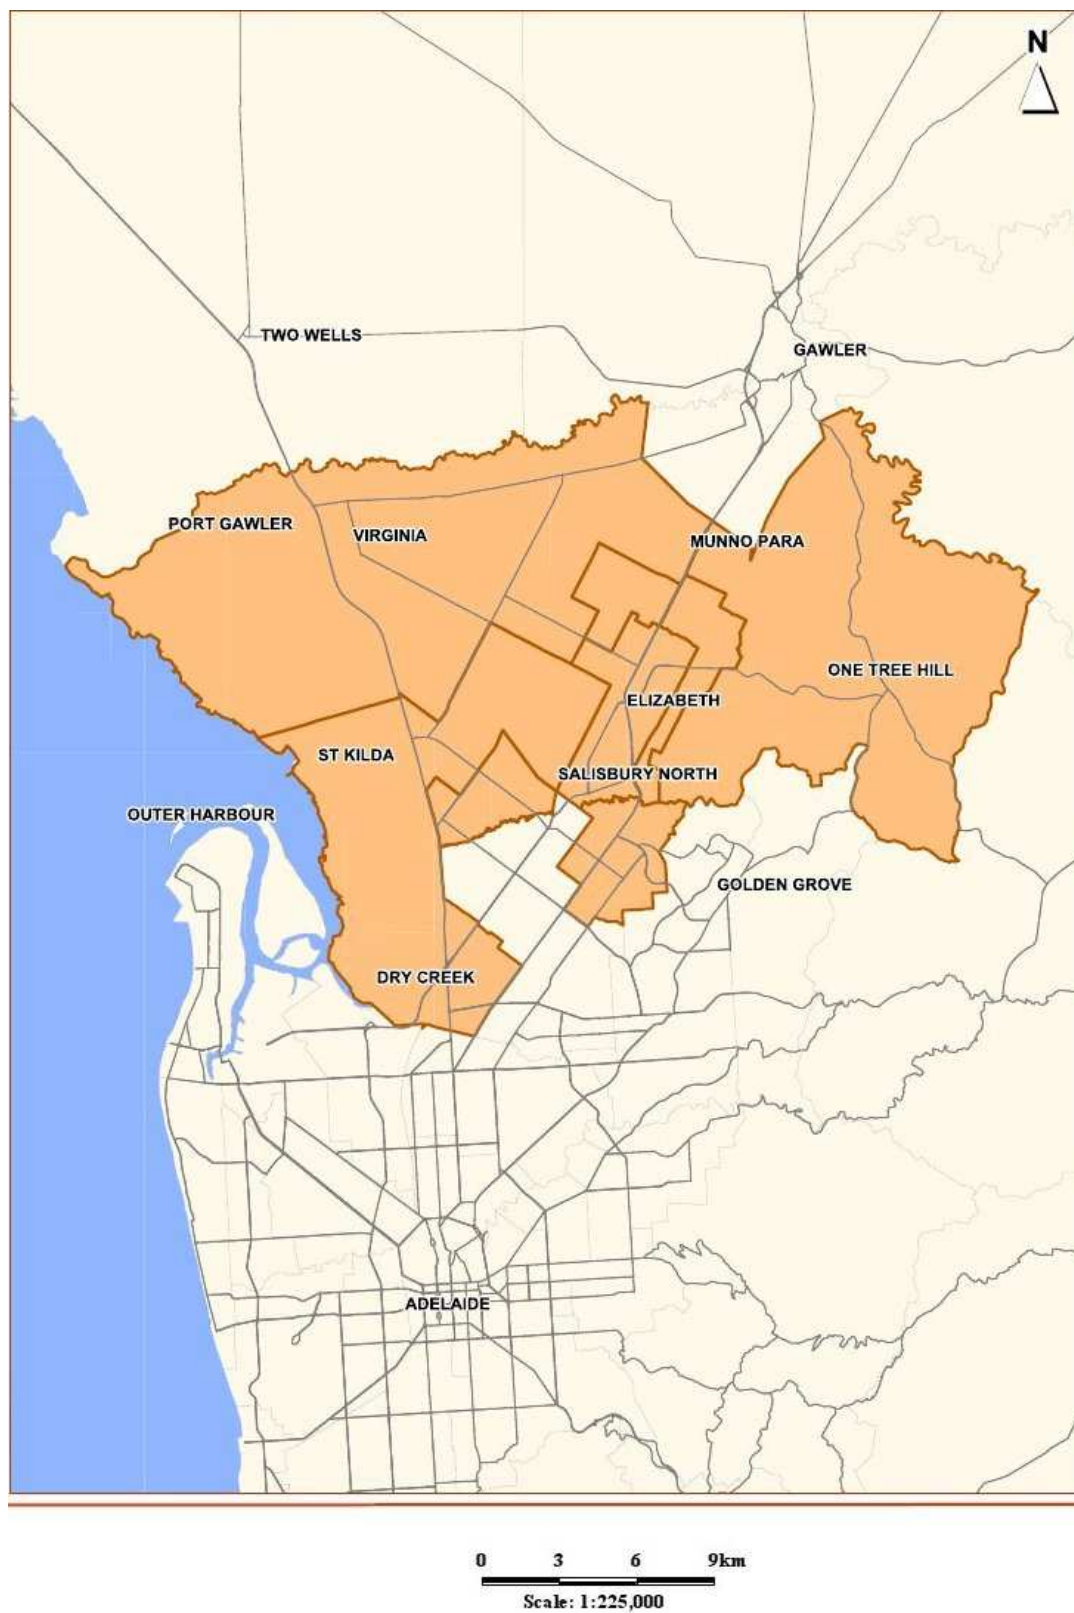 N
TWO WELLS
GAWLER
PORT GAWLER
VIRGINIA
MUNNO PARA
ONE TREE HILL
ELIZABETH
ST KILDA
SALISBURY NORTH
OUTER HARBOUR
GOLDEN GROVE
DRY CREEK
ADELAIDE
0 3 6 9km
Scale: 1:225,000